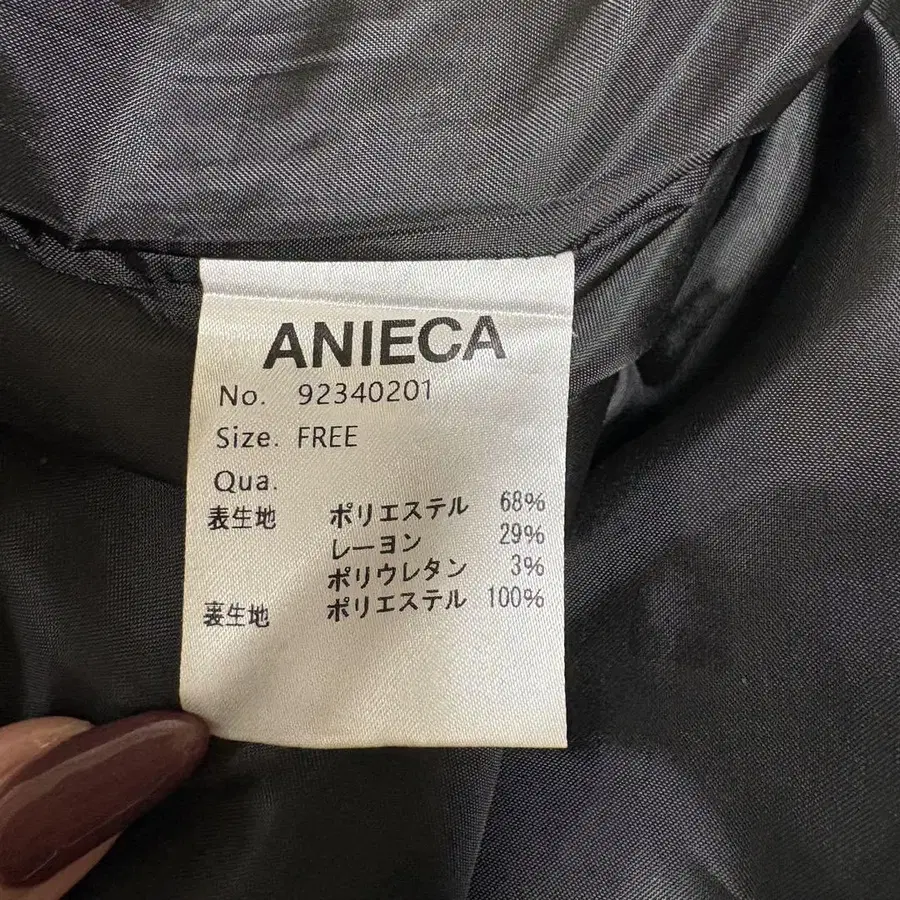 ANIECA
No. 92340201
Size. FREE
Qua.
表生地 ポリエステル 68%
レーヨン 29%
ポリウレタン 3%
裏生地 ポリエステル 100%